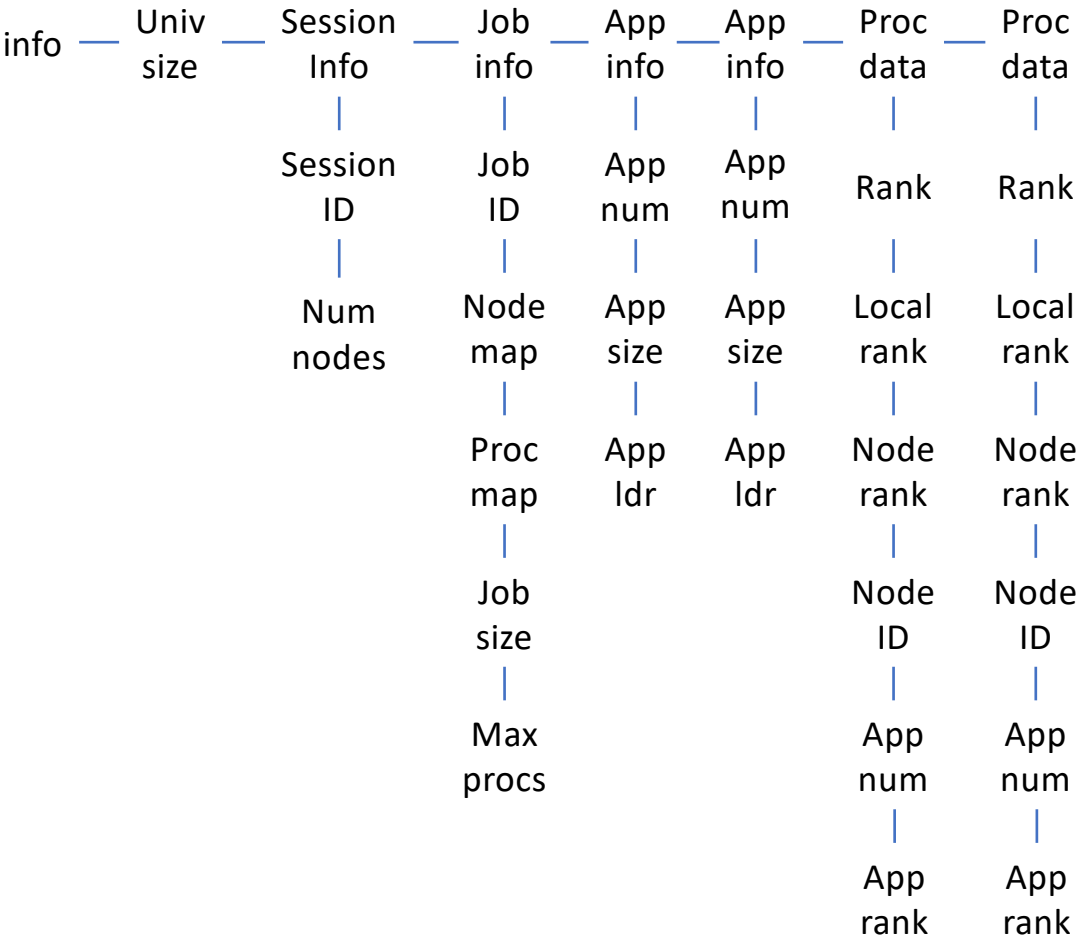 info
Univ
size
Session
Info
Job
info
App
info
App
info
Proc
data
Proc
data
Session
ID
Job
ID
App
num
App
num
Rank
Rank
Num
nodes
Node
map
App
size
App
size
Local
rank
Local
rank
Proc
map
App
ldr
App
ldr
Node
rank
Node
rank
Job
size
Node
ID
Node
ID
Max
procs
App
num
App
num
App
rank
App
rank